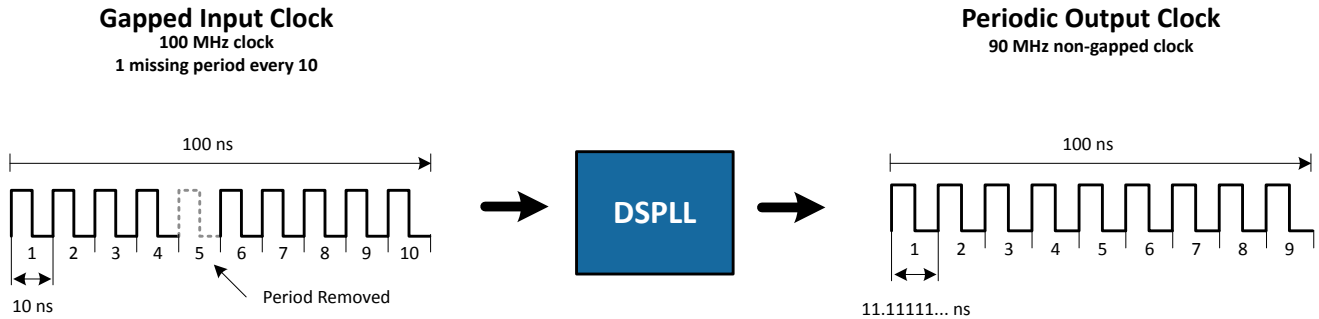 Gapped Input Clock
100 MHz clock
1 missing period every 10
100 ns
1 2 3 4 5 6 7 8 9 10
10 ns
Period Removed
DSPLL
Periodic Output Clock
90 MHz non-gapped clock
100 ns
1 2 3 4 5 6 7 8 9
11.11111... ns